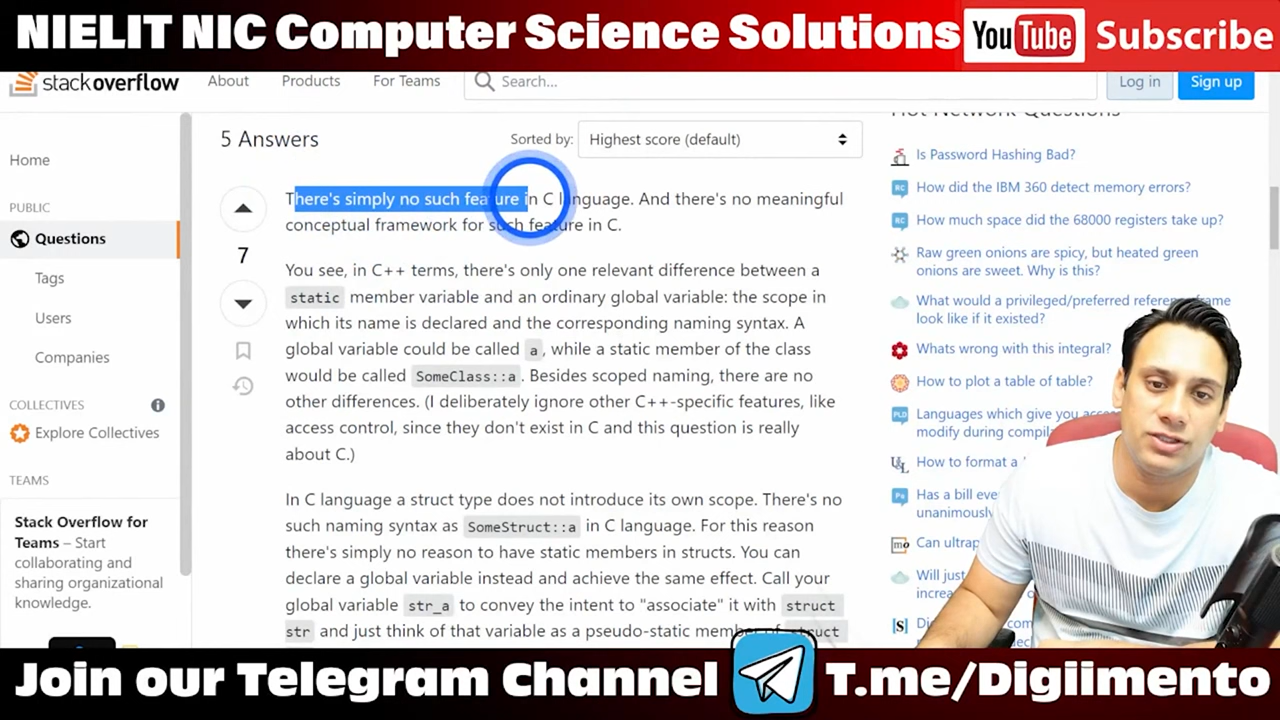 NIELIT NIC Computer Science Solutions YouTube Subscribe
stack overflow About Products For Teams Search... Log in Sign up
Home
PUBLIC
Questions
Tags
Users
Companies
COLLECTIVES
Explore Collectives
TEAMS
Stack Overflow for
Teams – Start
collaborating and
sharing organizational
knowledge.
5 Answers Sorted by: Highest score (default)
7
There's simply no such feature in C language. And there's no meaningful
conceptual framework for such feature in C.
You see, in C++ terms, there's only one relevant difference between a
static member variable and an ordinary global variable: the scope in
which its name is declared and the corresponding naming syntax. A
global variable could be called a, while a static member of the class
would be called SomeClass::a. Besides scoped naming, there are no
other differences. (I deliberately ignore other C++-specific features, like
access control, since they don't exist in C and this question is really
about C.)
In C language a struct type does not introduce its own scope. There's no
such naming syntax as SomeStruct::a in C language. For this reason
there's simply no reason to have static members in structs. You can
declare a global variable instead and achieve the same effect. Call your
global variable str_a to convey the intent to "associate" it with struct
str and just think of that variable as a pseudo-static member of struct
Hot Network Questions
Is Password Hashing Bad?
RC How did the IBM 360 detect memory errors?
RC How much space did the 68000 registers take up?
Raw green onions are spicy, but heated green
onions are sweet. Why is this?
What would a privileged/preferred reference frame
look like if it existed?
Whats wrong with this integral?
How to plot a table of table?
PLD Languages which give you
modify during
U&L How to format a
Ps Has a bill
mo Can
Will just
S
Join our Telegram Channel T.me/Digiimento